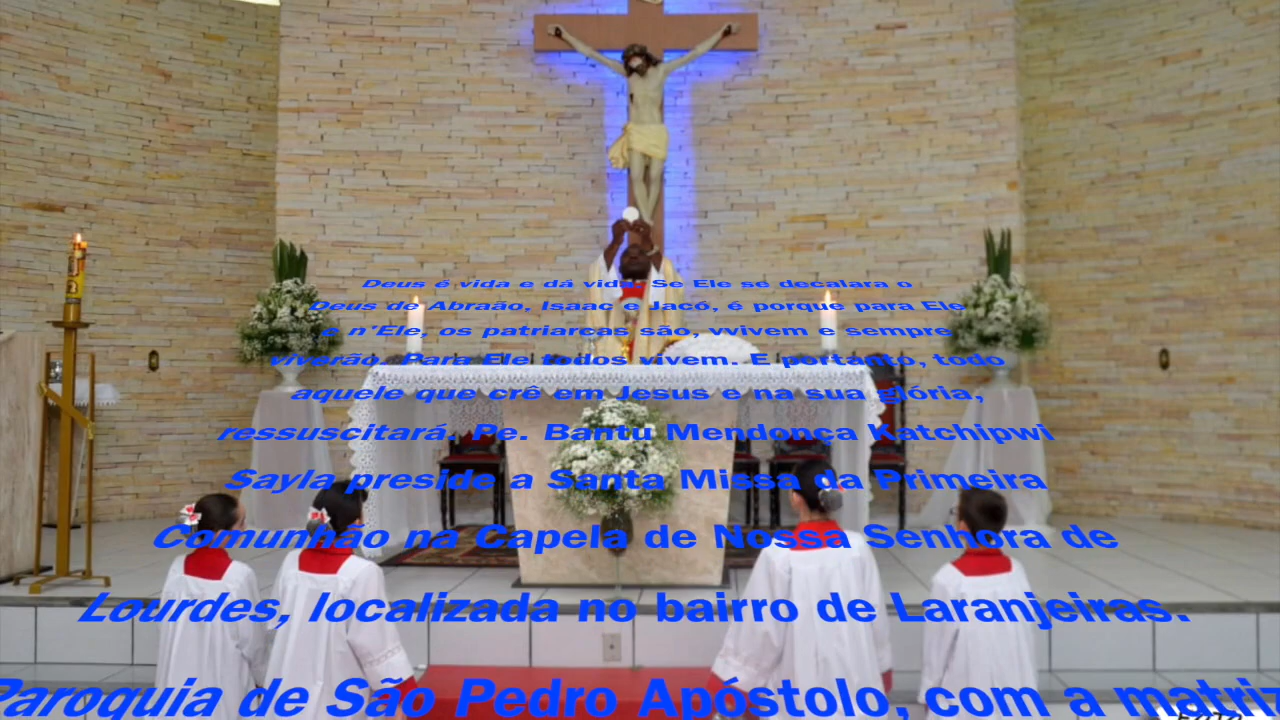 Deus é vida e dá vida. Se Ele se decalara o
Deus de Abraão, Isaac e Jacó, é porque para Ele
e n'Ele, os patriarcas são, vvivem e sempre
viverão. Para Ele todos vivem. E portanto, todo
aquele que crê em Jesus e na sua glória,
ressuscitará. Pe. Bantu Mendonça Katchipwi
Sayla preside a Santa Missa da Primeira
Comunhão na Capela de Nossa Senhora de
Lourdes, localizada no bairro de Laranjeiras.
Paroquia de São Pedro Apóstolo, com a matriz